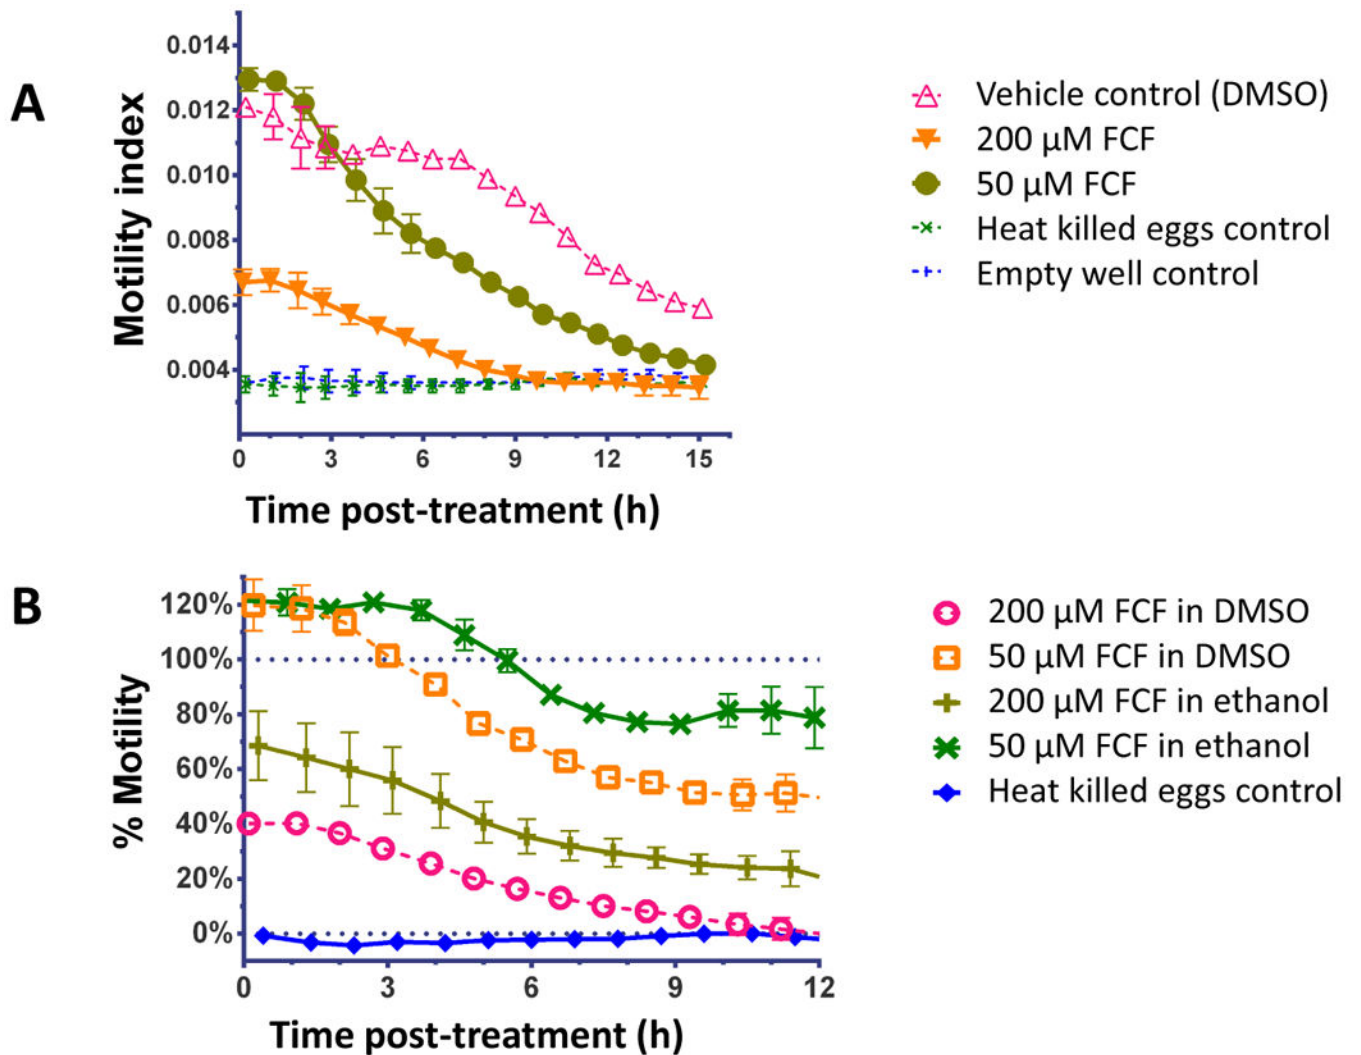 A
Motility index
0.014
0.012
0.010
0.008
0.006
0.004
0
3
6
9
12
15
Time post-treatment (h)
Vehicle control (DMSO)
200 µM FCF
50 µM FCF
Heat killed eggs control
Empty well control
B
% Motility
120%
100%
80%
60%
40%
20%
0%
0
3
6
9
12
Time post-treatment (h)
200 µM FCF in DMSO
50 µM FCF in DMSO
200 µM FCF in ethanol
50 µM FCF in ethanol
Heat killed eggs control